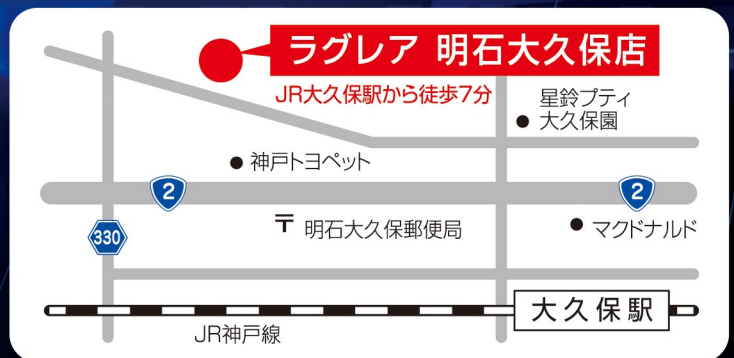 ラグレア 明石大久保店
JR大久保駅から徒歩7分
星鈴プティ
大久保園
神戸トヨペット
2
2
〒 明石大久保郵便局
マクドナルド
330
大久保駅
JR神戸線